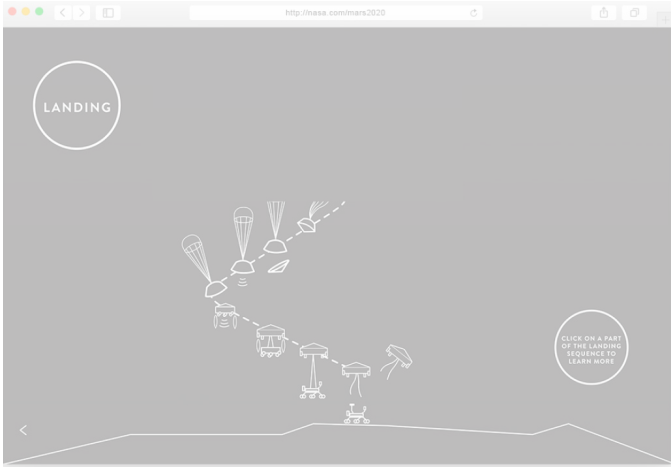 http://nasa.com/mars2020
LANDING
CLICK ON A PART
OF THE LANDING
SEQUENCE TO
LEARN MORE